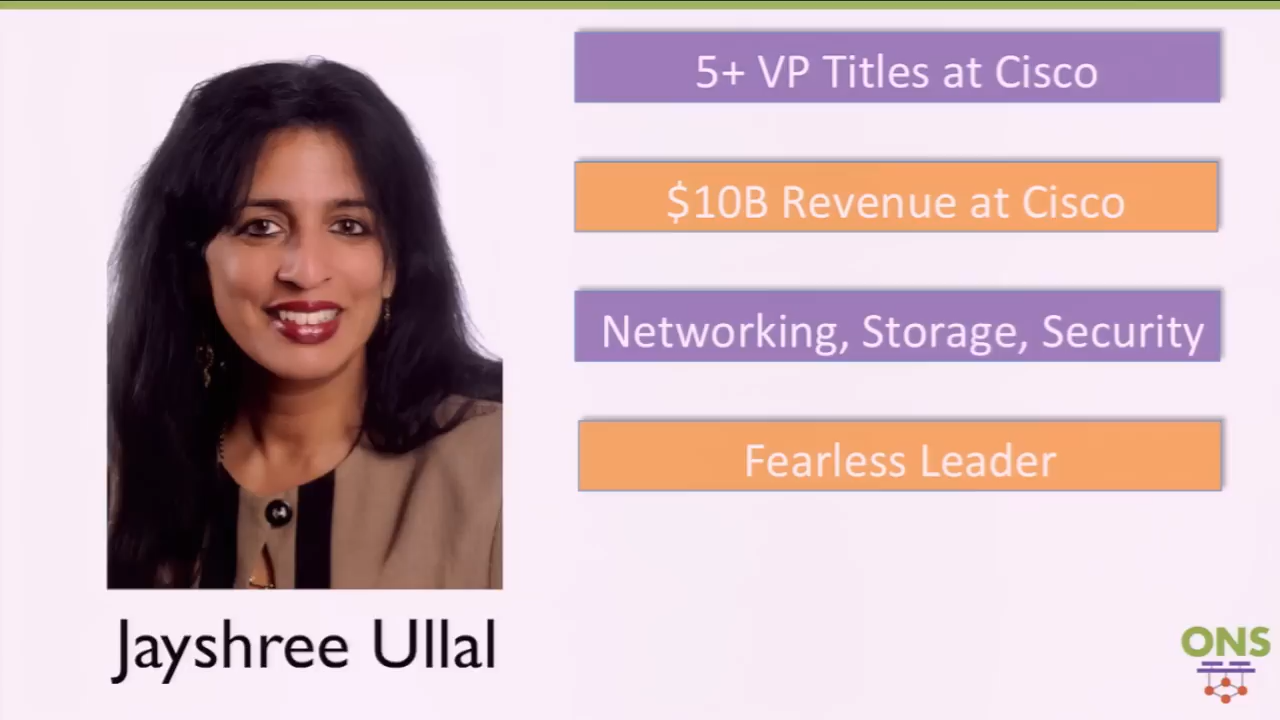 5+ VP Titles at Cisco
$10B Revenue at Cisco
Networking, Storage, Security
Fearless Leader
Jayshree Ullal
ONS